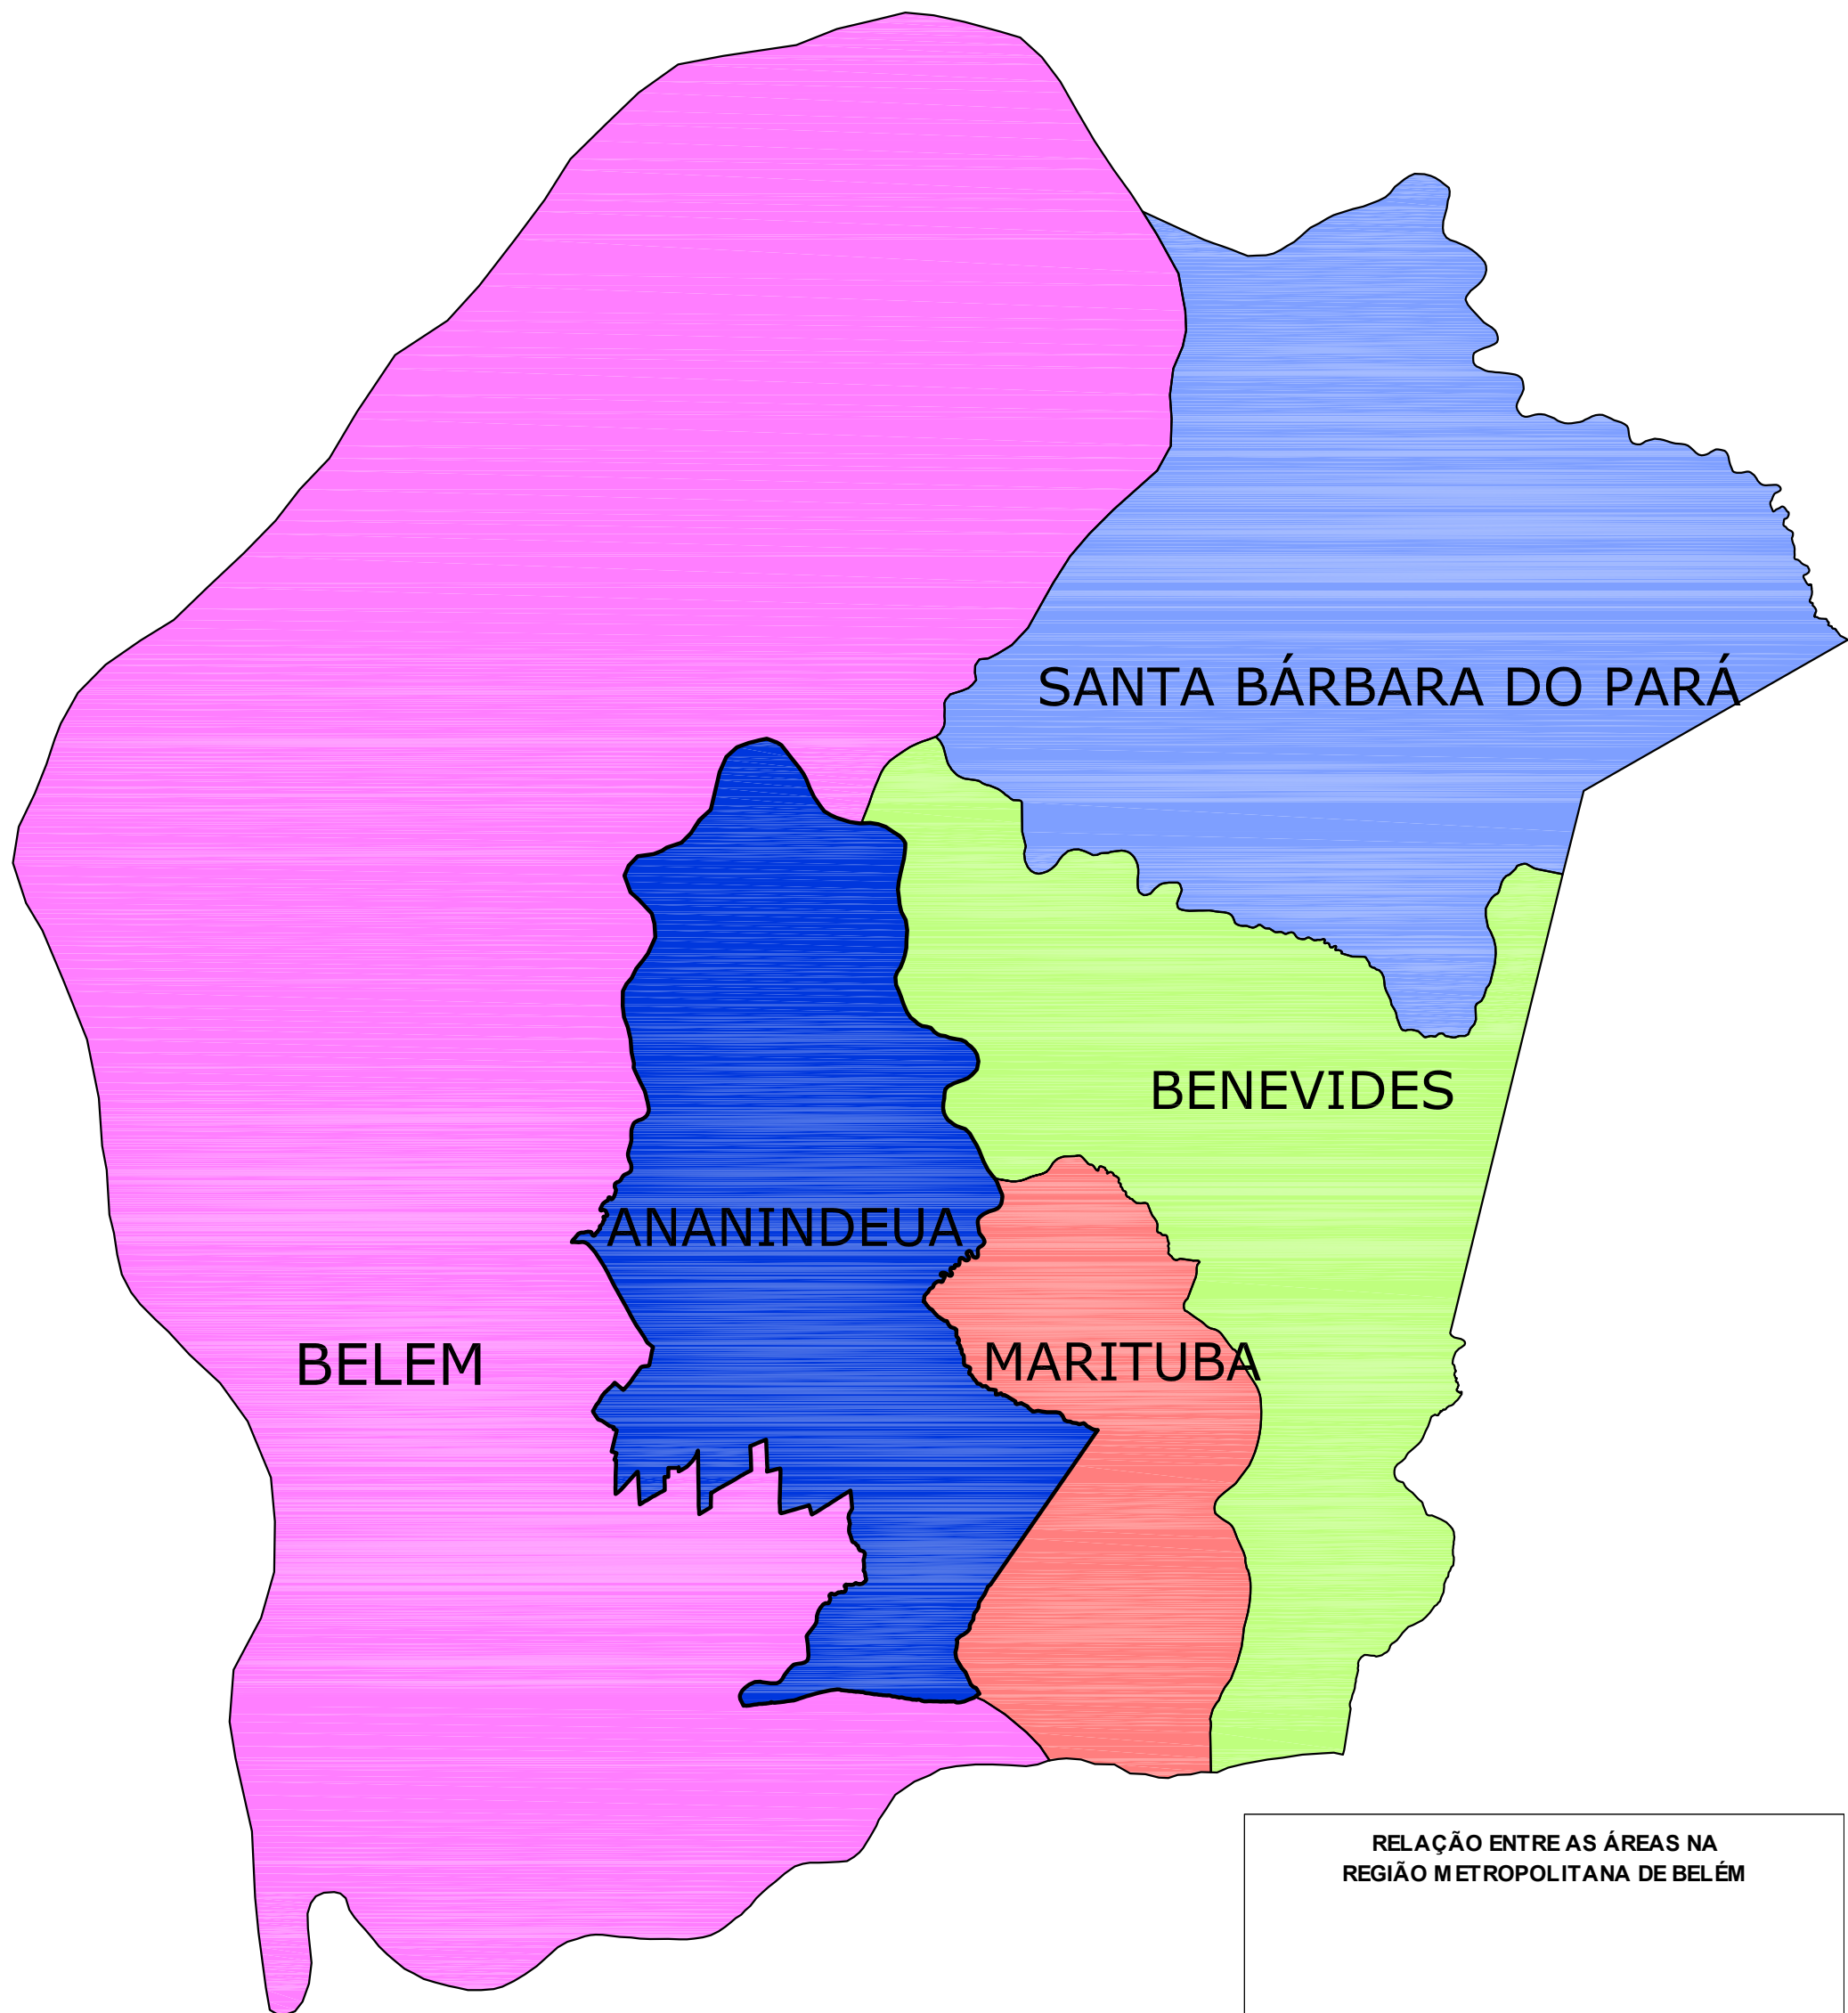 SANTA BÁRBARA DO PARÁ
BENEVIDES
ANANINDEUA
BELEM
MARITUBA
RELAÇÃO ENTRE AS ÁREAS NA
REGIÃO METROPOLITANA DE BELÉM